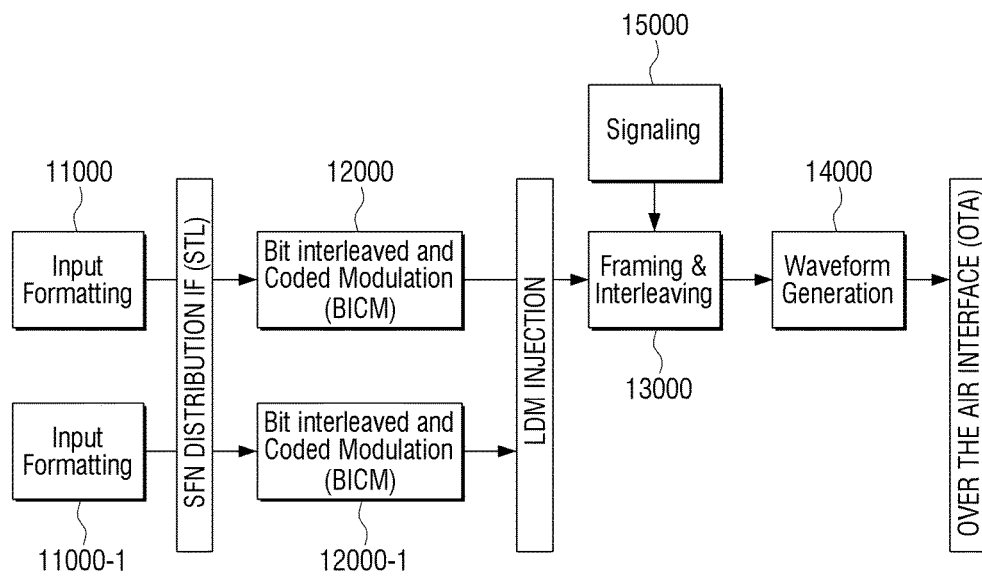 15000
Signaling
11000
12000
14000
Input
Formatting
SFN DISTRIBUTION IF (STL)
Bit interleaved and
Coded Modulation
(BICM)
LDM INJECTION
Framing &
Interleaving
Waveform
Generation
OVER THE AIR INTERFACE (OTA)
13000
Input
Formatting
Bit interleaved and
Coded Modulation
(BICM)
11000-1
12000-1